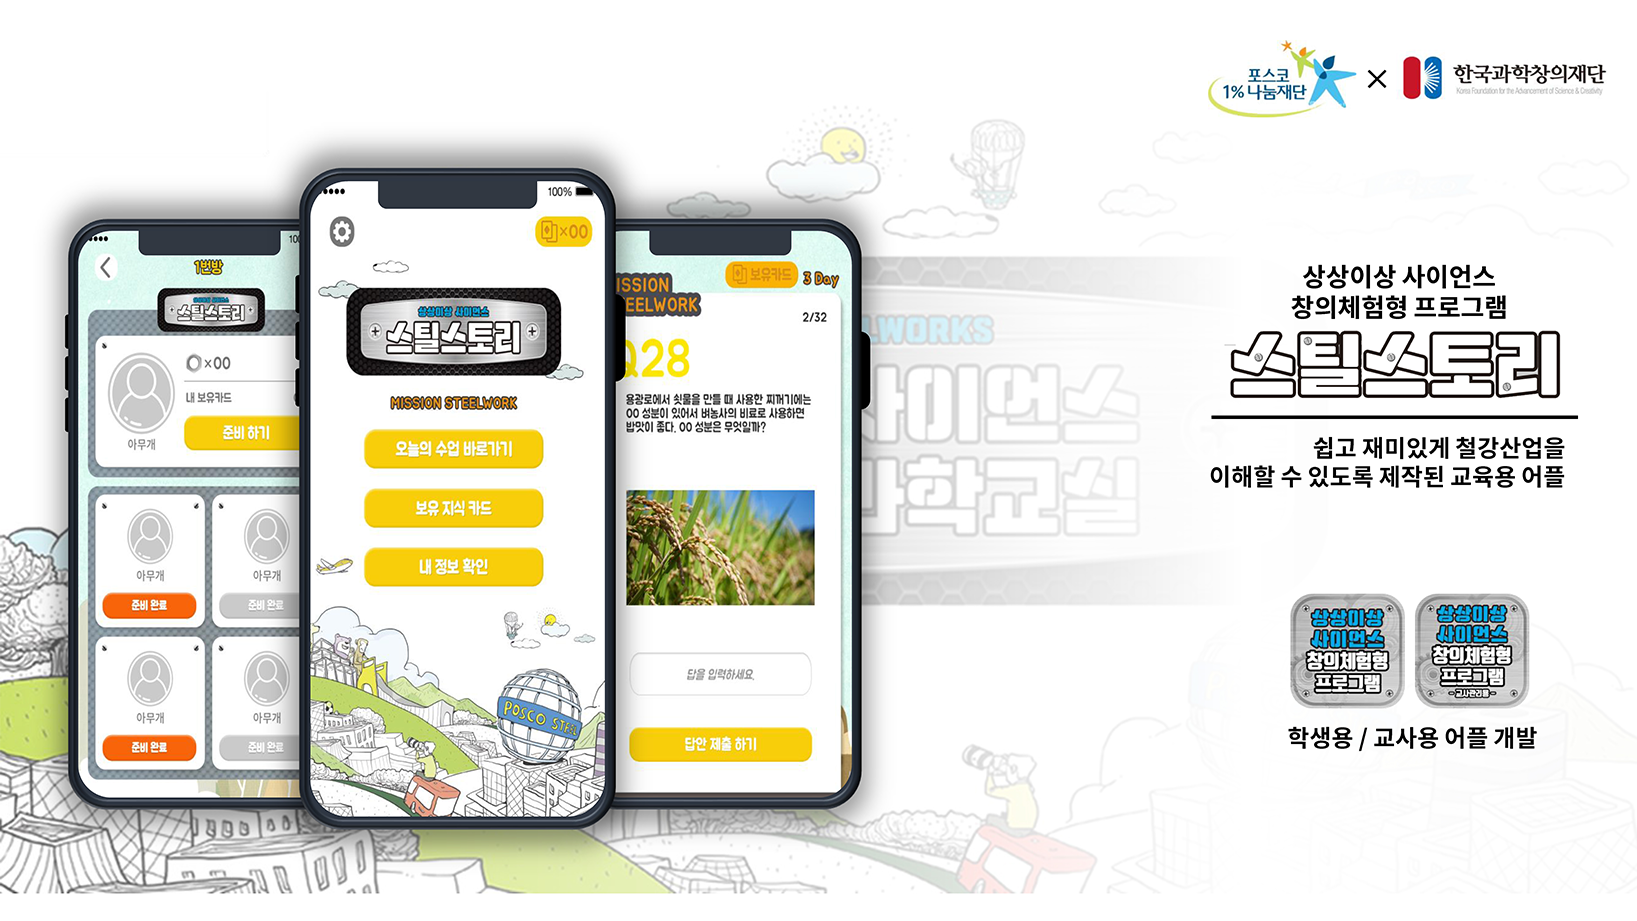 포스코
1% 나눔재단
×
한국과학창의재단
Korea Foundation for the Advancement of Science & Creativity
상상이상 사이언스
창의체험형 프로그램
스틸스토리
쉽고 재미있게 철강산업을
이해할 수 있도록 제작된 교육용 어플
상상이상
사이언스
창의체험형
프로그램
상상이상
사이언스
창의체험형
프로그램
-교사관리용-
학생용 / 교사용 어플 개발
10
1번방
상상이상 사이언스
스틸스토리
×00
내 보유카드
아무개
준비 하기
아무개
준비 완료
아무개
준비 완료
아무개
준비 완료
아무개
준비 완료
100%
×00
상상이상 사이언스
스틸스토리
MISSION STEELWORK
오늘의 수업 바로가기
보유 지식 카드
내 정보 확인
POSCO STEEL
ISSION
EELWORK
보유카드
3 Day
2/32
Q28
용광로에서 쇳물을 만들 때 사용한 찌꺼기에는
OO 성분이 있어서 벼농사의 비료로 사용하면
밥맛이 좋다. OO 성분은 무엇일까?
답을 입력하세요.
답안 제출 하기
LWORKS
사이언스
과학교실